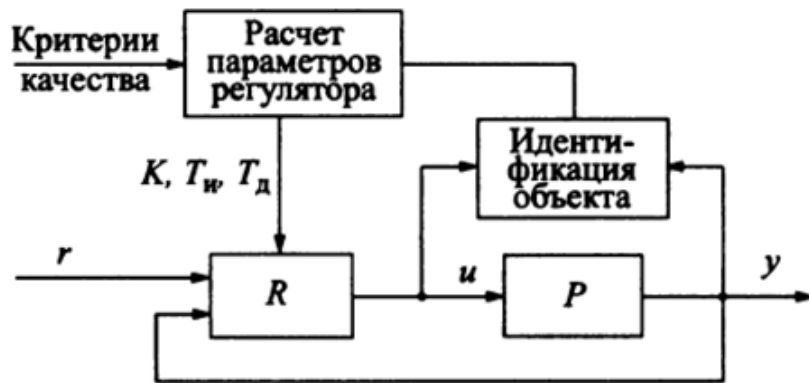 Критерии
качества
Расчет
параметров
регулятора
Иденти-
фикация
объекта
K, Tи, Tд
r
R
u
P
y